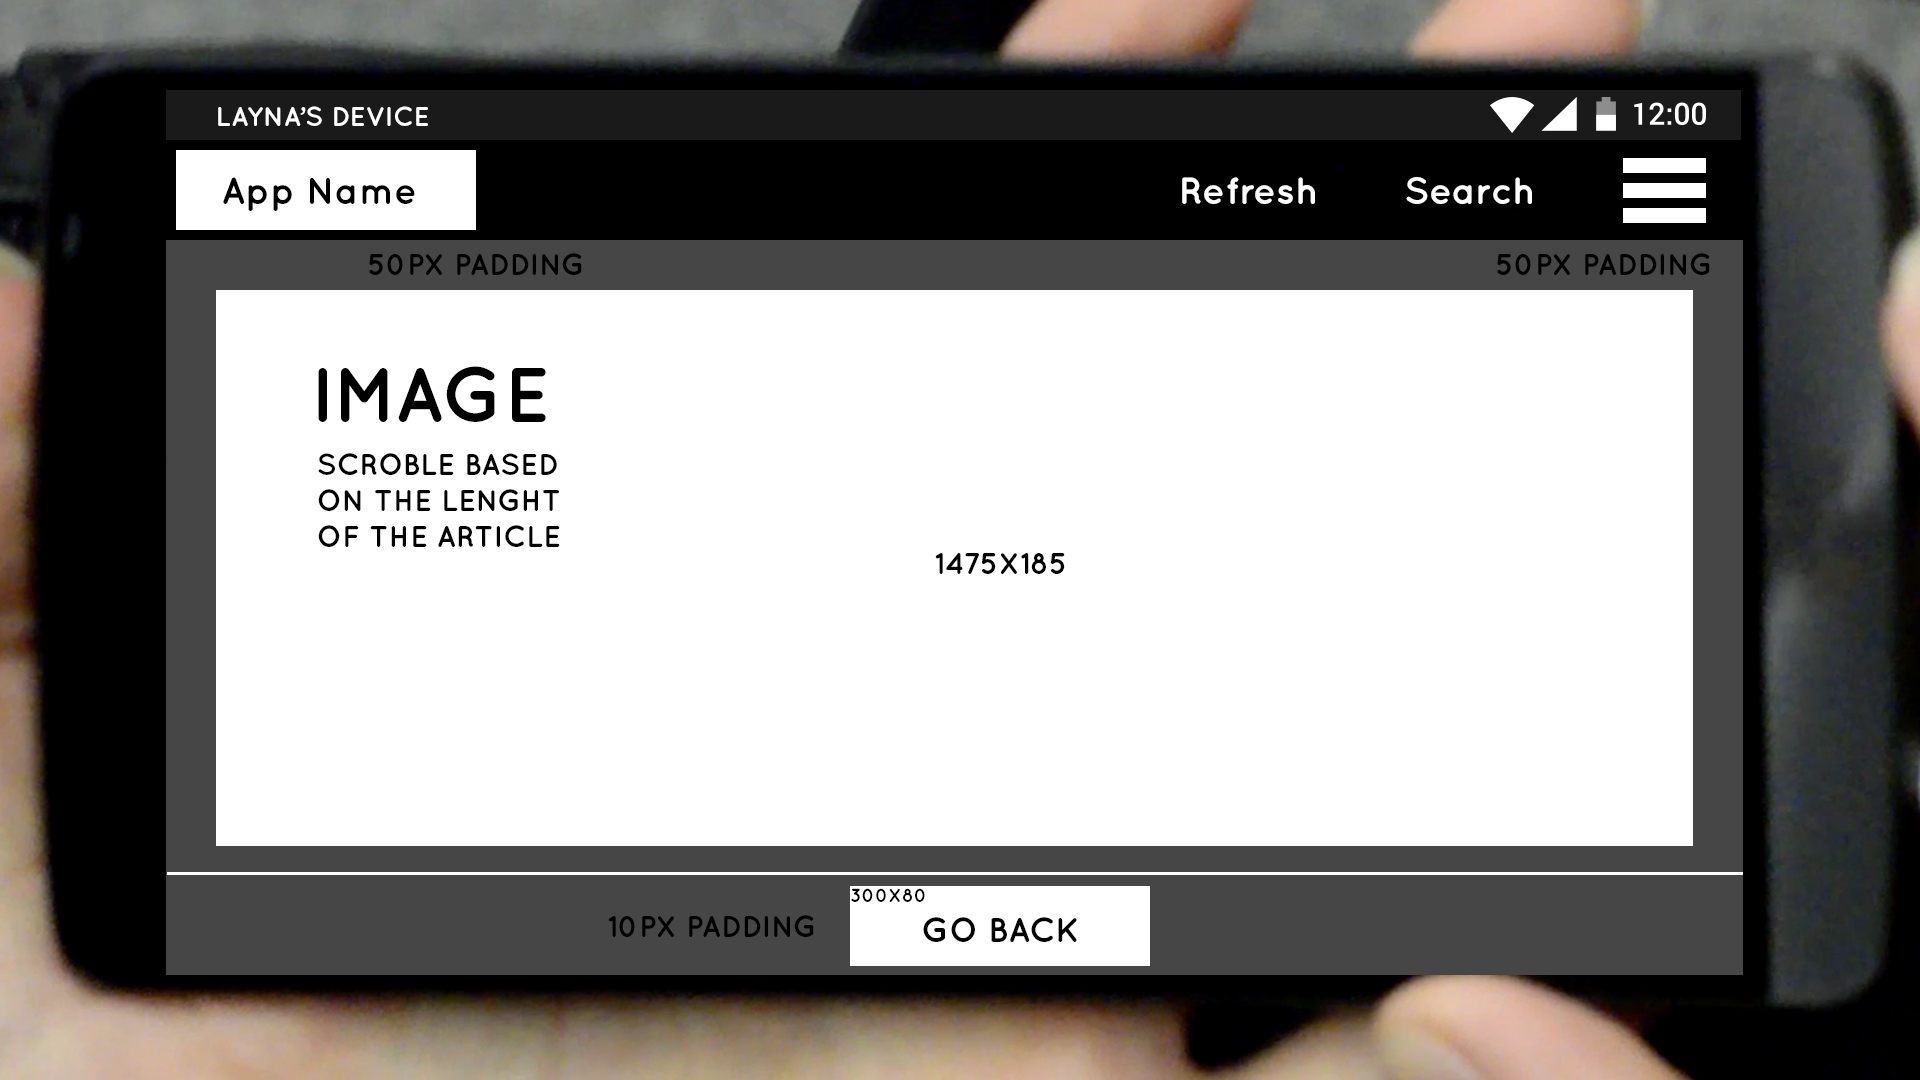 LAYNA'S DEVICE 12:00
App Name Refresh Search
50PX PADDING 50PX PADDING
IMAGE
SCROBLE BASED
ON THE LENGHT
OF THE ARTICLE
1475X185
300X80
10PX PADDING GO BACK